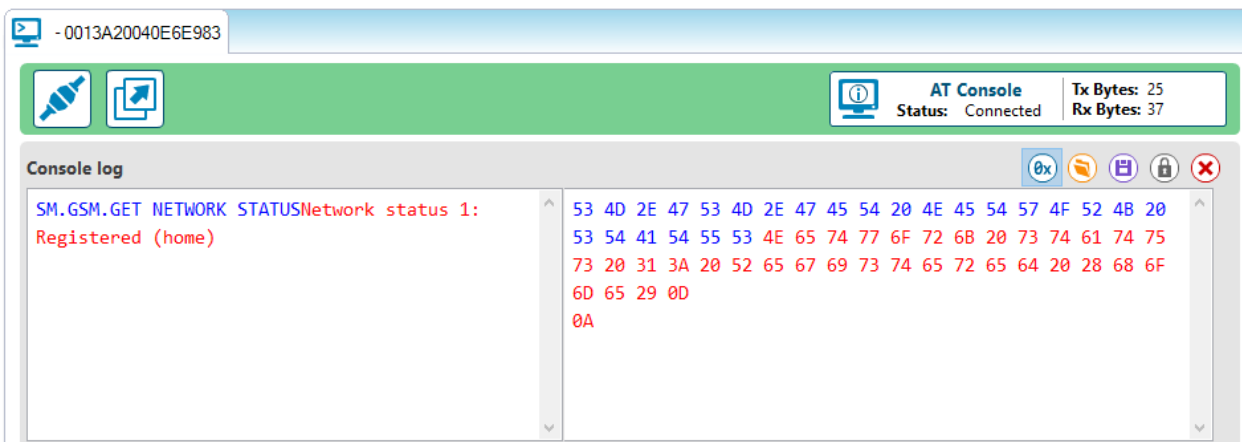 - 0013A20040E6E983
AT Console
Status: Connected
Tx Bytes: 25
Rx Bytes: 37
Console log
0x
SM.GSM.GET NETWORK STATUSNetwork status 1:
Registered (home)
53 4D 2E 47 53 4D 2E 47 45 54 20 4E 45 54 57 4F 52 4B 20
53 54 41 54 55 53 4E 65 74 77 6F 72 6B 20 73 74 61 74 75
73 20 31 3A 20 52 65 67 69 73 74 65 72 65 64 20 28 68 6F
6D 65 29 0D
0A